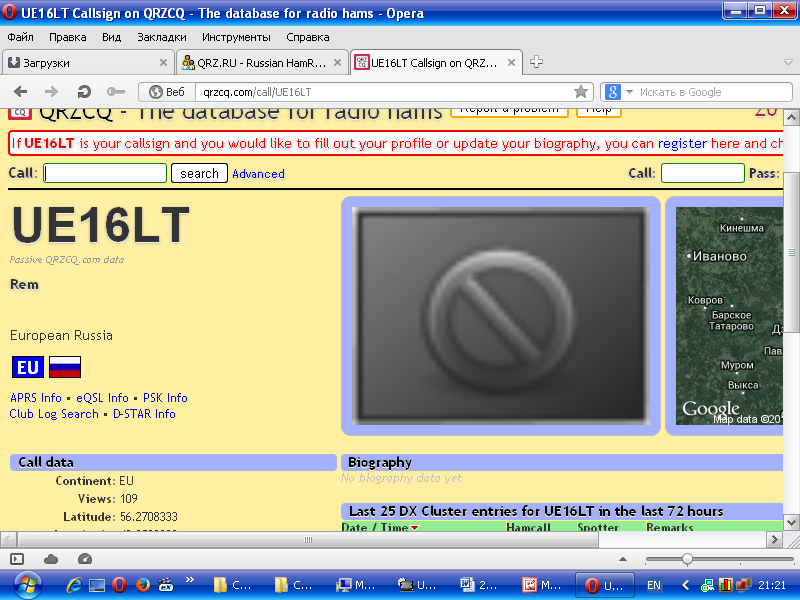 UE16LT Callsign on QRZCQ - The database for radio hams - Opera
Файл Правка Вид Закладки Инструменты Справка
Загрузки QRZ.RU - Russian HamR... UE16LT Callsign on QRZ...
Веб qrzcq.com/call/UE16LT Искать в Google
QRZCQ - The database for radio hams Report a problem Help
If UE16LT is your callsign and you would like to fill out your profile or update your biography, you can register here and ch
Call: search Advanced Call: Pass:
UE16LT
Passive QRZCQ.com data
Rem
European Russia
EU
APRS Info • eQSL Info • PSK Info
Club Log Search • D-STAR Info
Кинешма
Иваново
Ковров
Барское
Татарово
Дз
Пав
Муром
Выкса
Google
Map data ©20
Call data Biography
Continent: EU No biography data yet
Views: 109
Latitude: 56.2708333 Last 25 DX Cluster entries for UE16LT in the last 72 hours
Date / Time Hamcall Spotter Remarks
С... С... М... U... 2... М... U... EN 21:21